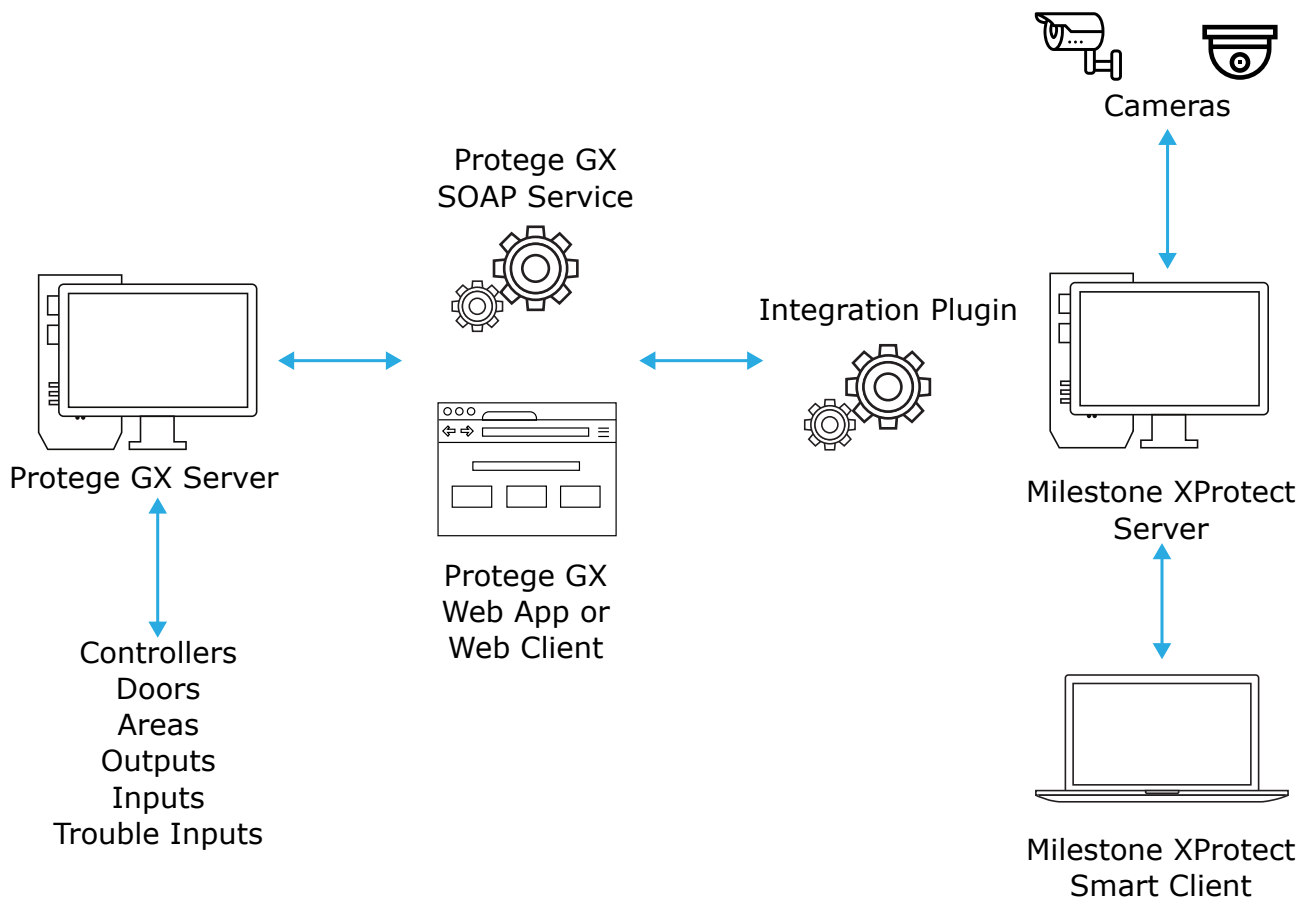 Cameras
Protege GX
SOAP Service
Integration Plugin
Protege GX Server
Milestone XProtect
Server
Protege GX
Web App or
Web Client
Controllers
Doors
Areas
Outputs
Inputs
Trouble Inputs
Milestone XProtect
Smart Client